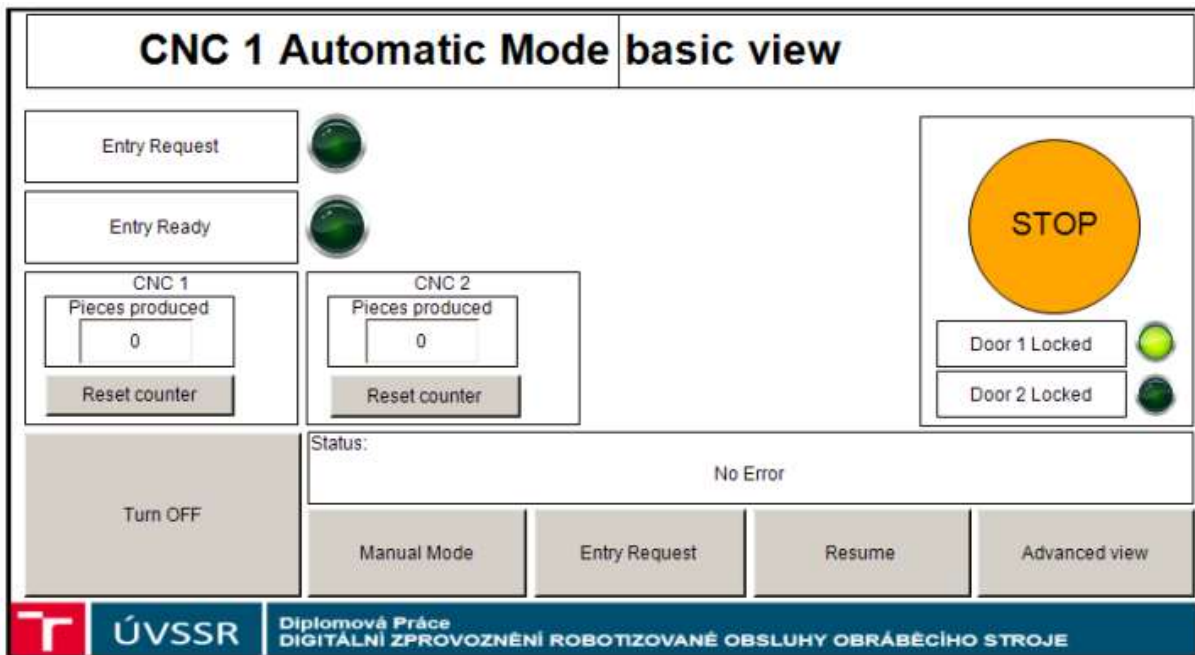 CNC 1 Automatic Mode basic view
Entry Request
Entry Ready
STOP
CNC 1
Pieces produced
0
Reset counter
CNC 2
Pieces produced
0
Reset counter
Door 1 Locked
Door 2 Locked
Turn OFF
Status:
No Error
Manual Mode
Entry Request
Resume
Advanced view
ÚVSSR
Diplomová Práce
DIGITÁLNÍ ZPROVOZNĚNÍ ROBOTIZOVANÉ OBSLUHY OBRÁBĚCÍHO STROJE